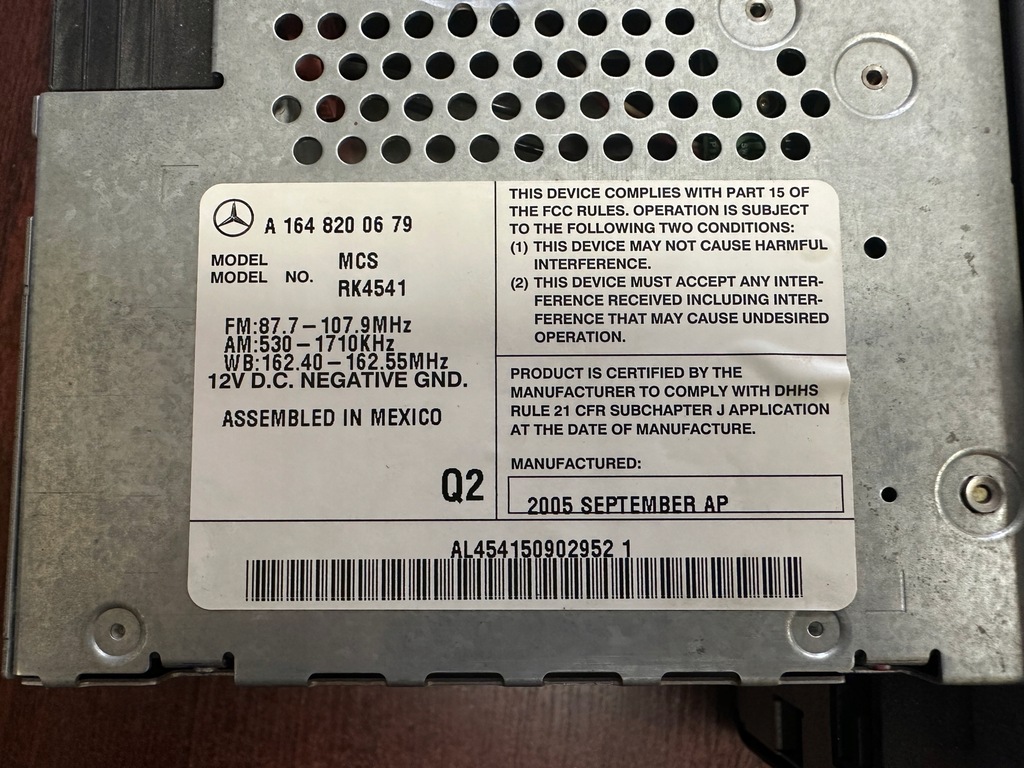 A 164 820 06 79
MODEL MCS
MODEL NO. RK4541
FM:87.7-107.9MHz
AM:530-1710KHz
WB:162.40-162.55MHz
12V D.C. NEGATIVE GND.
ASSEMBLED IN MEXICO
Q2
THIS DEVICE COMPLIES WITH PART 15 OF
THE FCC RULES. OPERATION IS SUBJECT
TO THE FOLLOWING TWO CONDITIONS:
(1) THIS DEVICE MAY NOT CAUSE HARMFUL
INTERFERENCE.
(2) THIS DEVICE MUST ACCEPT ANY INTER-
FERENCE RECEIVED INCLUDING INTER-
FERENCE THAT MAY CAUSE UNDESIRED
OPERATION.
PRODUCT IS CERTIFIED BY THE
MANUFACTURER TO COMPLY WITH DHHS
RULE 21 CFR SUBCHAPTER J APPLICATION
AT THE DATE OF MANUFACTURE.
MANUFACTURED:
2005 SEPTEMBER AP
AL454150902952 1